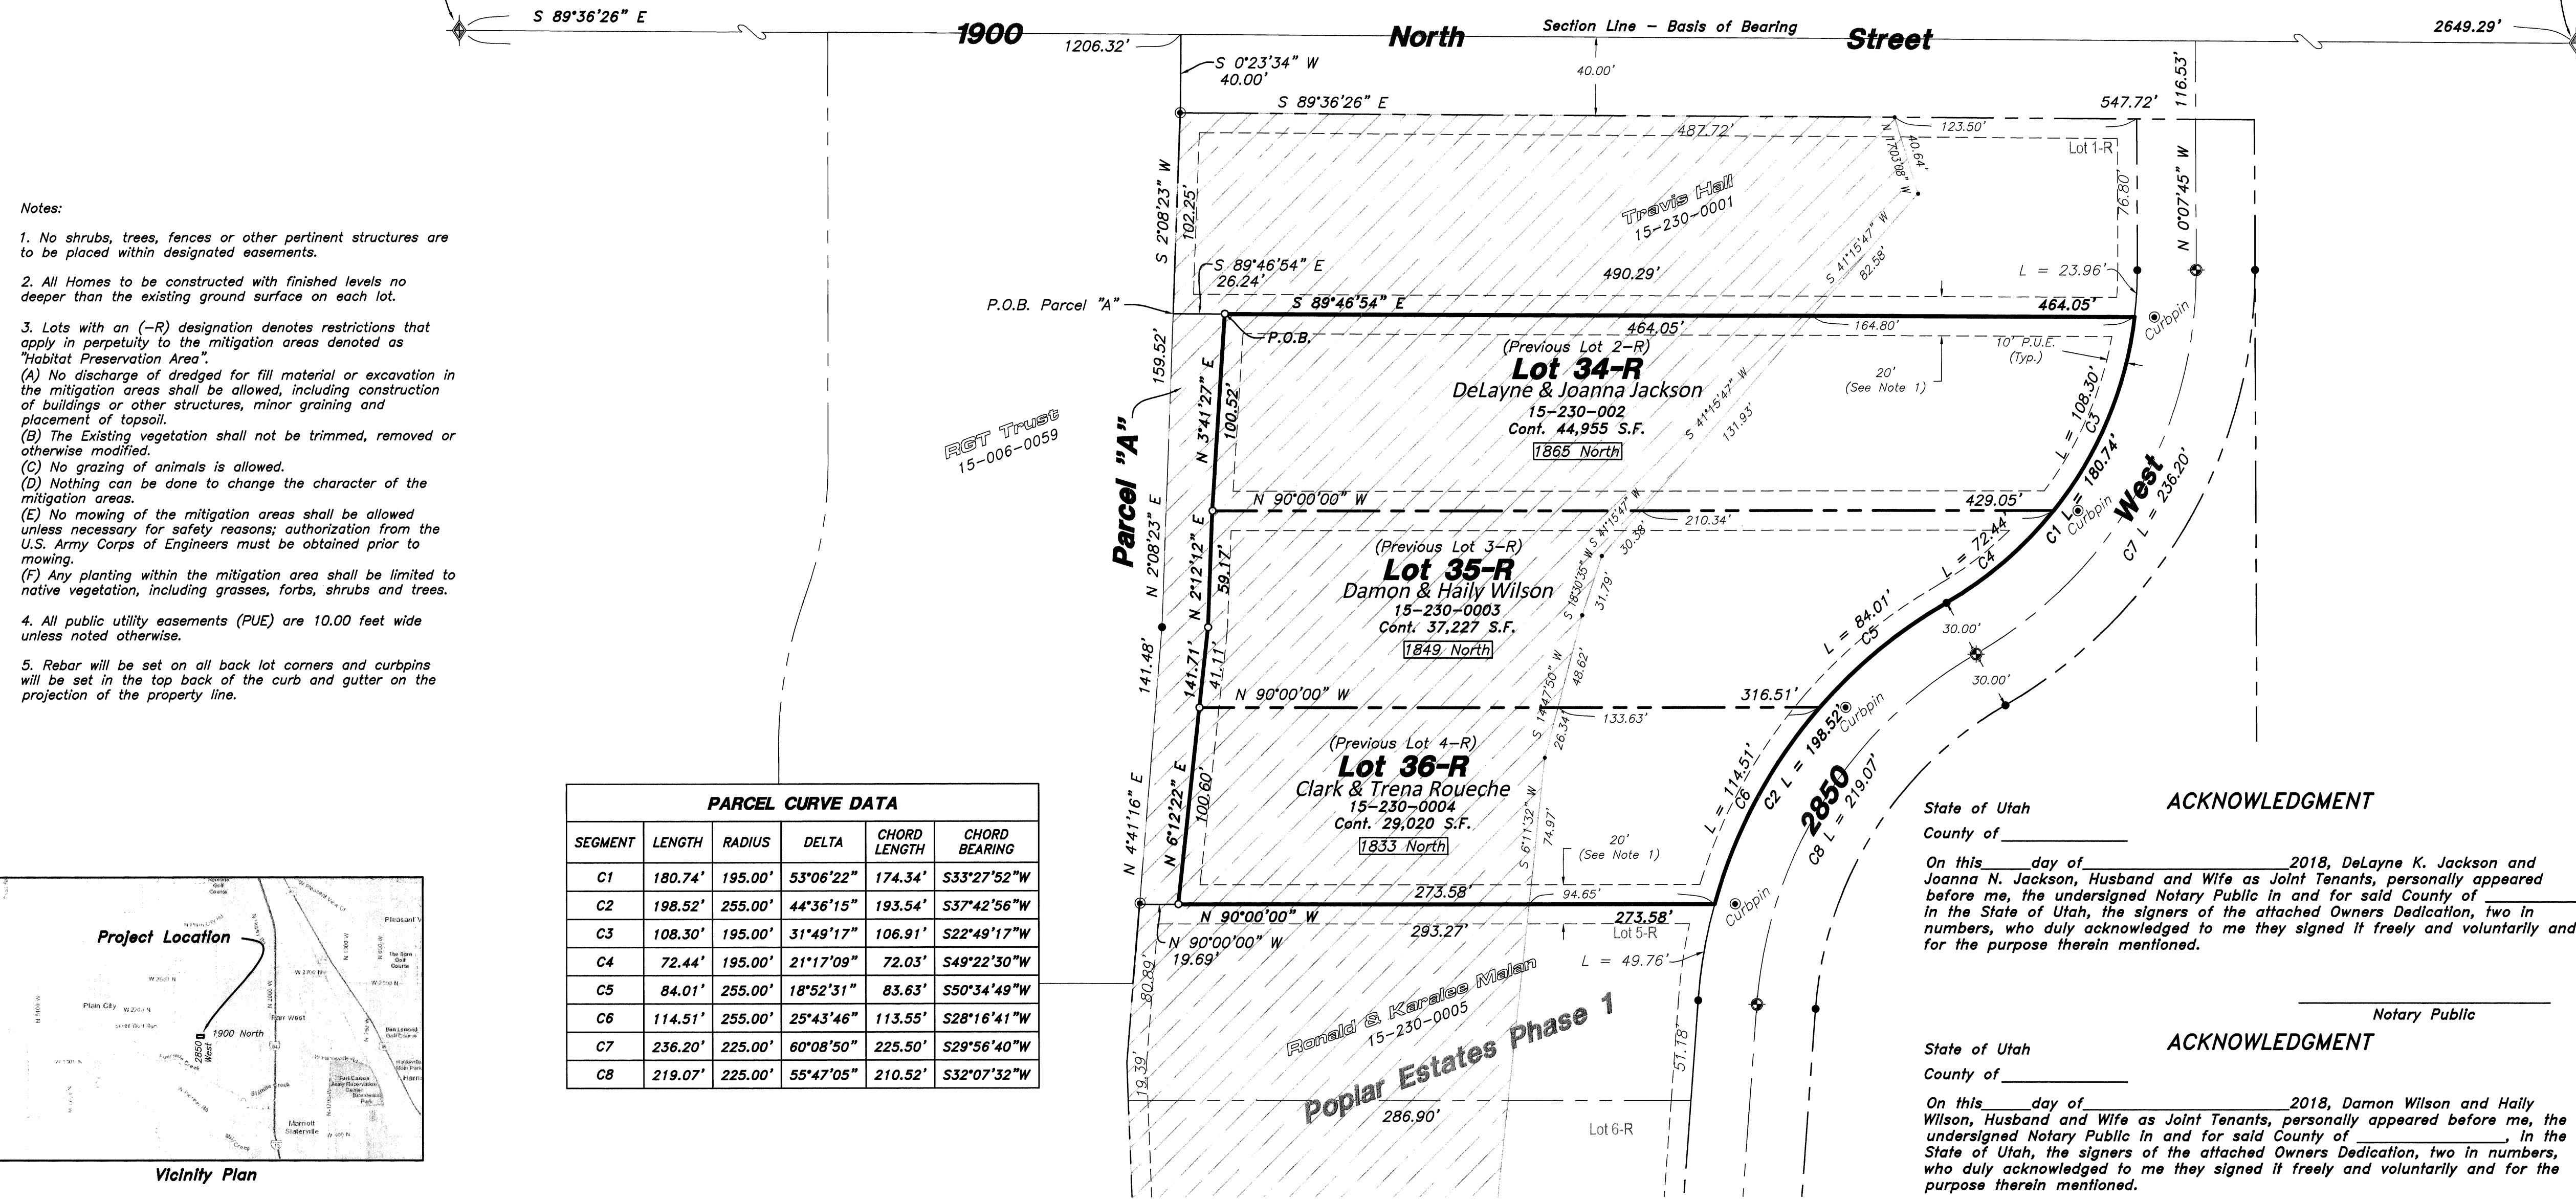 S 89°36'26" E
1900 North Street
Section Line - Basis of Bearing
2649.29'
1206.32'
S 0°23'34" W
40.00'
40.00'
116.53'
S 89°36'26" E
547.72'
487.72'
123.50'
N 17°03'08" W
40.64'
Lot 1-R
76.80'
N 0°07'45" W
S 2°08'23" W
102.25'
Travis Hall
15-230-0001
S 41°15'47" W
82.58'
S 89°46'54" E
26.24'
490.29'
L = 23.96'
P.O.B. Parcel "A"
S 89°46'54" E
464.05'
464.05'
164.80'
Curbpin
P.O.B.
159.52'
N 3°41'27" E
100.52'
(Previous Lot 2-R)
Lot 34-R
DeLayne & Joanna Jackson
15-230-002
Cont. 44,955 S.F.
1865 North
S 41°15'47" W
131.93'
20'
(See Note 1)
10' P.U.E.
(Typ.)
L = 108.30'
C3
C1 L = 180.74'
Curbpin
West
C7 L = 236.20'
RGT Trust
15-006-0059
Parcel "A"
N 2°08'23" E
N 90°00'00" W
429.05'
210.34'
N 2°12'12" E
59.17'
(Previous Lot 3-R)
Lot 35-R
Damon & Haily Wilson
15-230-0003
Cont. 37,227 S.F.
1849 North
S 41°15'47" W
30.38'
S 18°30'35" W
31.79'
L = 72.44'
C4
L = 84.01'
C5
30.00'
30.00'
141.48'
141.71'
41.11'
S 14°47'50" W
48.62'
N 90°00'00" W
316.51'
133.63'
26.34'
Curbpin
(Previous Lot 4-R)
Lot 36-R
Clark & Trena Roueche
15-230-0004
Cont. 29,020 S.F.
1833 North
N 4°41'16" E
N 6°12'22" E
100.60'
S 6°11'32" W
74.97'
L = 114.51'
C6
C2 L = 198.52'
2850
C8 L = 219.07'
20'
(See Note 1)
273.58'
94.65'
Curbpin
N 90°00'00" W
273.58'
N 90°00'00" W
19.69'
293.27'
Lot 5-R
L = 49.76'
80.89'
Ronald & Karalee Malan
15-230-0005
Poplar Estates Phase 1
51.18'
19.39'
286.90'
Lot 6-R
Notes:
1. No shrubs, trees, fences or other pertinent structures are
to be placed within designated easements.
2. All Homes to be constructed with finished levels no
deeper than the existing ground surface on each lot.
3. Lots with an (-R) designation denotes restrictions that
apply in perpetuity to the mitigation areas denoted as
"Habitat Preservation Area".
(A) No discharge of dredged for fill material or excavation in
the mitigation areas shall be allowed, including construction
of buildings or other structures, minor graining and
placement of topsoil.
(B) The Existing vegetation shall not be trimmed, removed or
otherwise modified.
(C) No grazing of animals is allowed.
(D) Nothing can be done to change the character of the
mitigation areas.
(E) No mowing of the mitigation areas shall be allowed
unless necessary for safety reasons; authorization from the
U.S. Army Corps of Engineers must be obtained prior to
mowing.
(F) Any planting within the mitigation area shall be limited to
native vegetation, including grasses, forbs, shrubs and trees.
4. All public utility easements (PUE) are 10.00 feet wide
unless noted otherwise.
5. Rebar will be set on all back lot corners and curbpins
will be set in the top back of the curb and gutter on the
projection of the property line.
PARCEL CURVE DATA
SEGMENT LENGTH RADIUS DELTA CHORD LENGTH CHORD BEARING
C1 180.74' 195.00' 53°06'22" 174.34' S33°27'52"W
C2 198.52' 255.00' 44°36'15" 193.54' S37°42'56"W
C3 108.30' 195.00' 31°49'17" 106.91' S22°49'17"W
C4 72.44' 195.00' 21°17'09" 72.03' S49°22'30"W
C5 84.01' 255.00' 18°52'31" 83.63' S50°34'49"W
C6 114.51' 255.00' 25°43'46" 113.55' S28°16'41"W
C7 236.20' 225.00' 60°08'50" 225.50' S29°56'40"W
C8 219.07' 225.00' 55°47'05" 210.52' S32°07'32"W
Project Location
Plain City
1900 North
2850 West
Farr West
Pleasant V
Harri
Marriott
Slaterville
Vicinity Plan
ACKNOWLEDGMENT
State of Utah
County of
On this day of 2018, DeLayne K. Jackson and
Joanna N. Jackson, Husband and Wife as Joint Tenants, personally appeared
before me, the undersigned Notary Public in and for said County of
in the State of Utah, the signers of the attached Owners Dedication, two in
numbers, who duly acknowledged to me they signed it freely and voluntarily and
for the purpose therein mentioned.
Notary Public
ACKNOWLEDGMENT
State of Utah
County of
On this day of 2018, Damon Wilson and Haily
Wilson, Husband and Wife as Joint Tenants, personally appeared before me, the
undersigned Notary Public in and for said County of , in the
State of Utah, the signers of the attached Owners Dedication, two in numbers,
who duly acknowledged to me they signed it freely and voluntarily and for the
purpose therein mentioned.